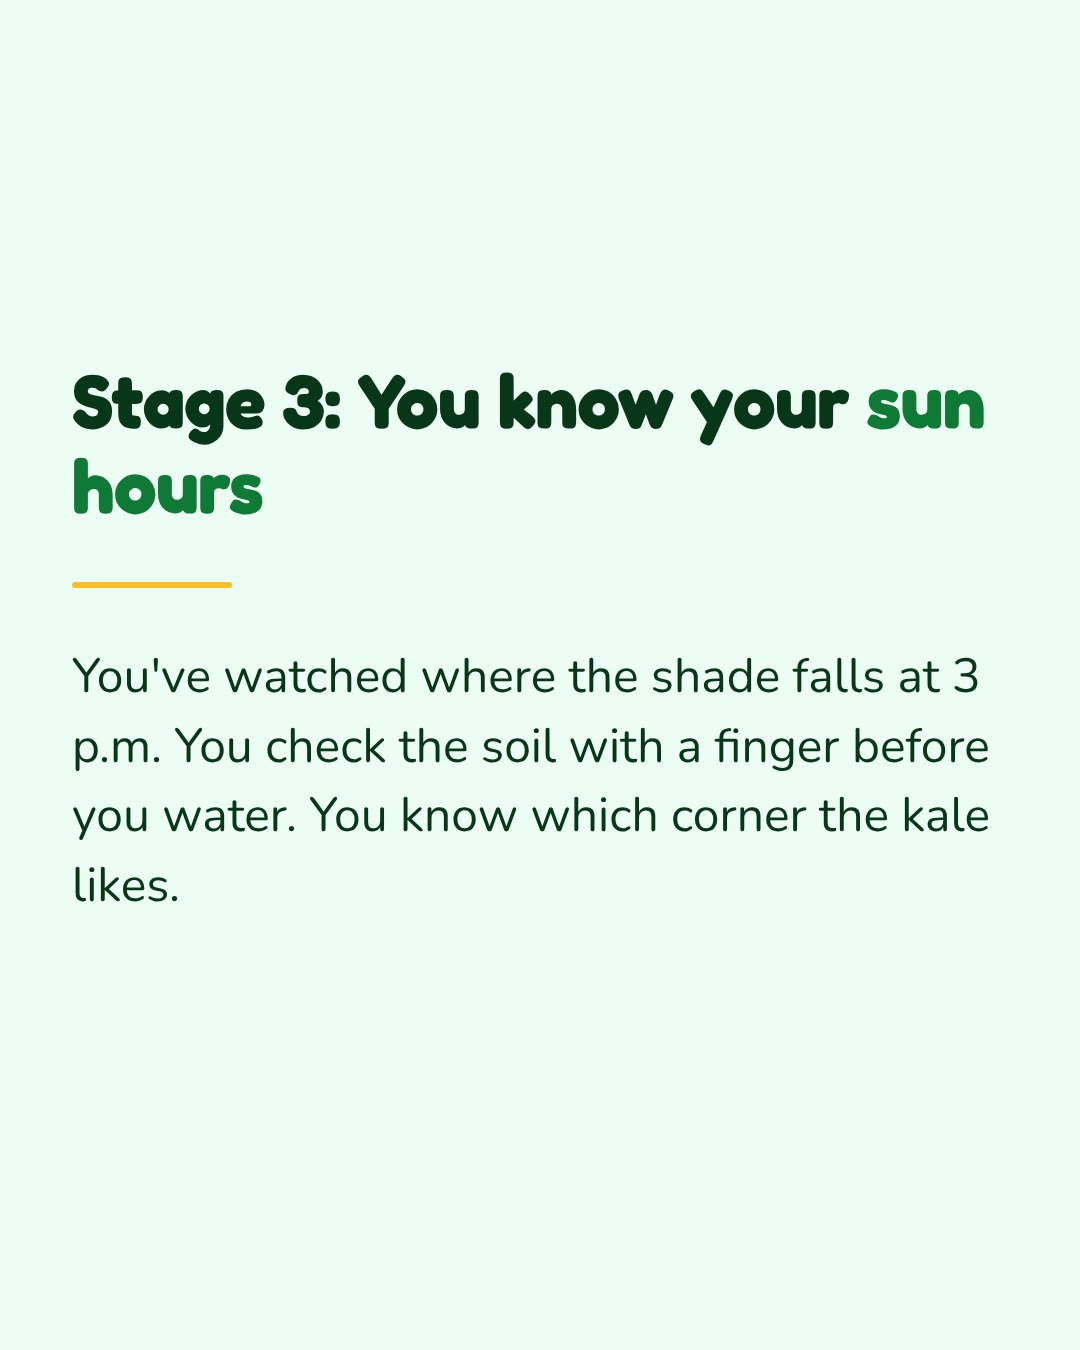 Stage 3: You know your sun
hours
You've watched where the shade falls at 3
p.m. You check the soil with a finger before
you water. You know which corner the kale
likes.